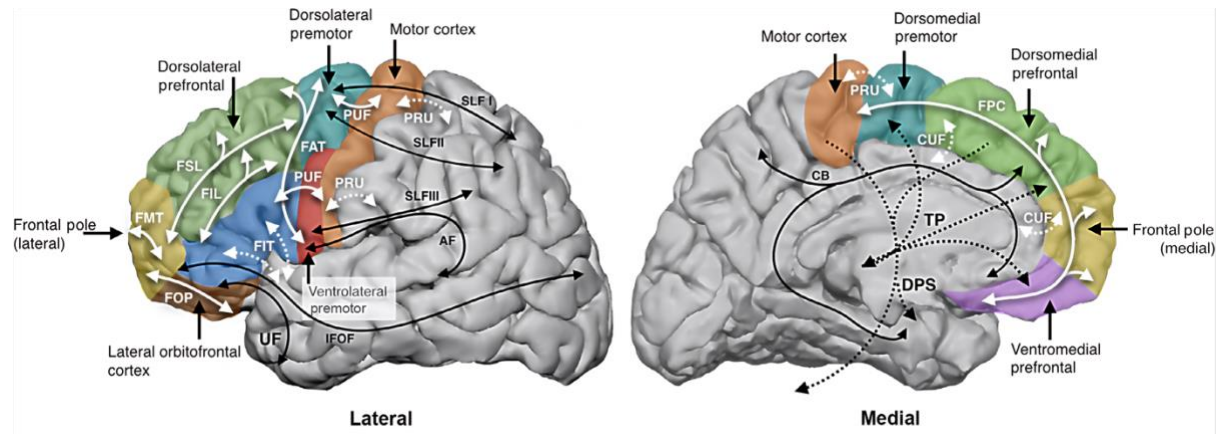 Dorsolateral
premotor
Motor cortex
Dorsolateral
prefrontal
SLF I
PUF
PRU
FAT
SLFII
FSL
FIL
PUF
PRU
SLFIII
FMT
Frontal pole
(lateral)
FIT
AF
FOP
Ventrolateral
premotor
UF
IFOF
Lateral orbitofrontal
cortex
Lateral
Motor cortex
Dorsomedial
premotor
Dorsomedial
prefrontal
PRU
FPC
CUF
CB
TP
CUF
Frontal pole
(medial)
DPS
Ventromedial
prefrontal
Medial